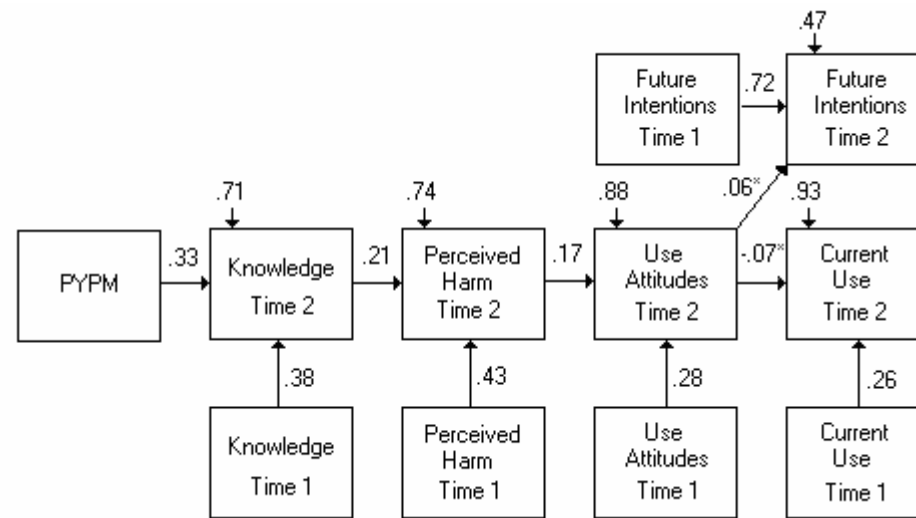 .47
Future
Intentions
Time 1
.72
Future
Intentions
Time 2
.71
.74
.88
.06*
.93
PYPM
.33
Knowledge
Time 2
.21
Perceived
Harm
Time 2
.17
Use
Attitudes
Time 2
-.07*
Current
Use
Time 2
.38
.43
.28
.26
Knowledge
Time 1
Perceived
Harm
Time 1
Use
Attitudes
Time 1
Current
Use
Time 1